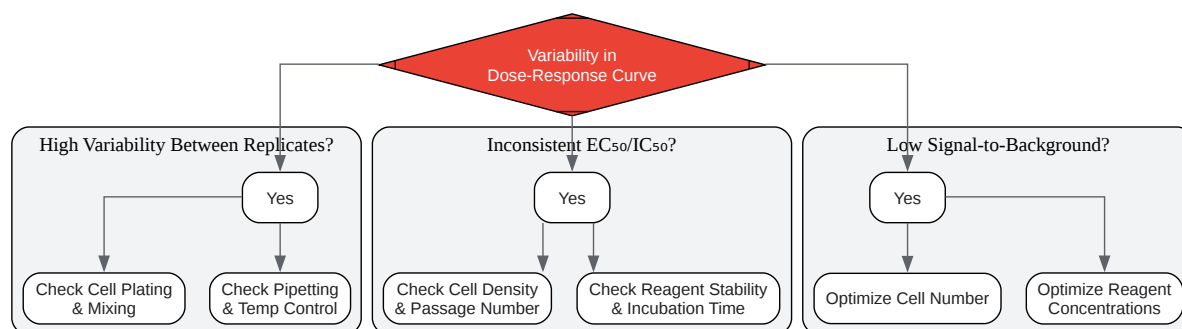 Variability in
Dose-Response Curve
High Variability Between Replicates?
Inconsistent EC₅₀/IC₅₀?
Low Signal-to-Background?
Yes
Yes
Yes
Check Cell Plating
& Mixing
Check Pipetting
& Temp Control
Check Cell Density
& Passage Number
Check Reagent Stability
& Incubation Time
Optimize Cell Number
Optimize Reagent
Concentrations